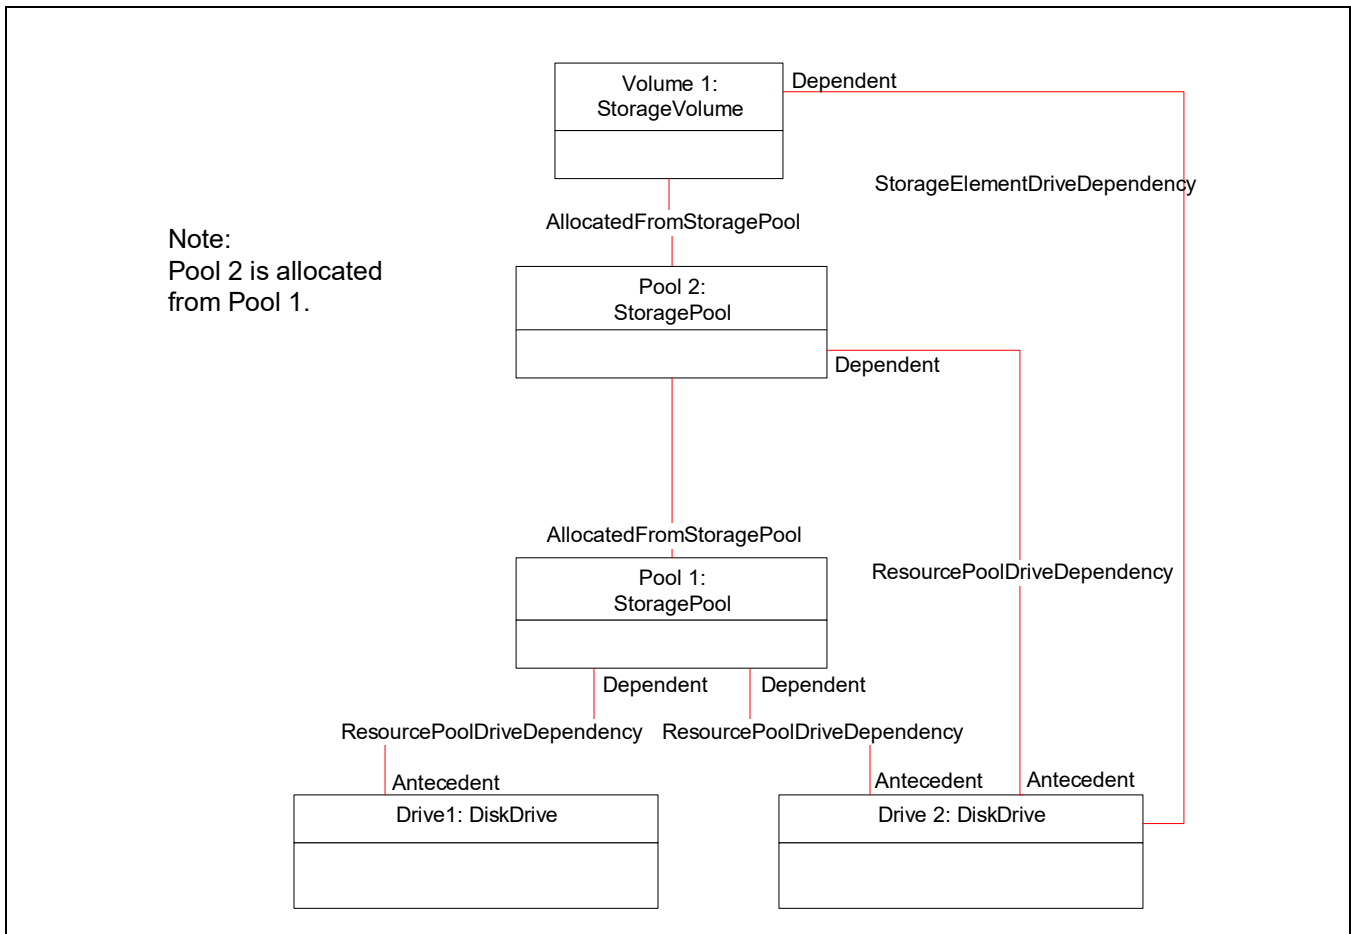 Volume 1:
StorageVolume
Dependent
StorageElementDriveDependency
AllocatedFromStoragePool
Note:
Pool 2 is allocated
from Pool 1.
Pool 2:
StoragePool
Dependent
AllocatedFromStoragePool
ResourcePoolDriveDependency
Pool 1:
StoragePool
Dependent
Dependent
ResourcePoolDriveDependency
ResourcePoolDriveDependency
Antecedent
Antecedent
Antecedent
Drive1: DiskDrive
Drive 2: DiskDrive